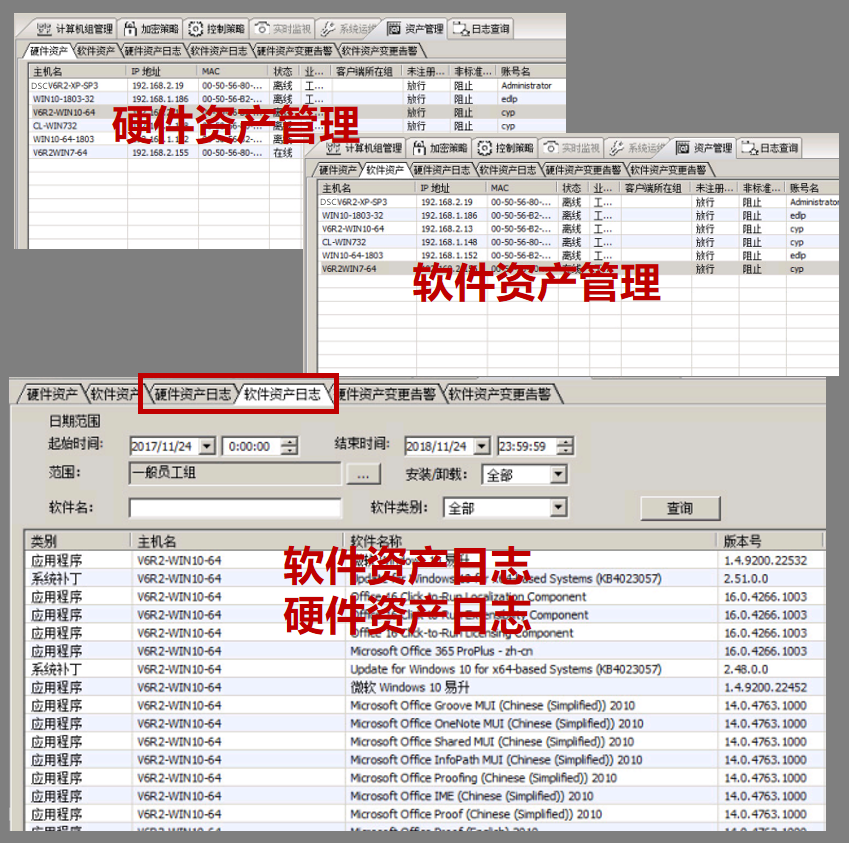 计算机组管理 加密策略 控制策略 实时监视 系统运维 资产管理 日志查询
硬件资产 软件资产 硬件资产日志 软件资产日志 硬件资产变更告警 软件资产变更告警
主机名 IP 地址 MAC 状态 业... 客户端所在组 未注册... 非标准... 账号名
DSCV6R2-XP-SP3 192.168.2.19 00-50-56-80-... 离线 工... 放行 阻止 Administrator
WIN10-1803-32 192.168.1.186 00-50-56-B2-... 离线 工... 放行 阻止 edlp
V6R2-WIN10-64 放行 阻止 cyp
CL-WIN732 放行 阻止 cyp
WIN10-64-1803
V6R2WIN7-64 192.168.2.155 00-50-56-80-... 在线
硬件资产管理
计算机组管理 加密策略 控制策略 实时监视 系统运维 资产管理 日志查询
硬件资产 软件资产 硬件资产日志 软件资产日志 硬件资产变更告警 软件资产变更告警
主机名 IP 地址 MAC 状态 业... 客户端所在组 未注册... 非标准... 账号名
DSCV6R2-XP-SP3 192.168.2.19 00-50-56-80-... 离线 工... 放行 阻止 Administrator
WIN10-1803-32 192.168.1.186 00-50-56-B2-... 离线 工... 放行 阻止 edlp
V6R2-WIN10-64 192.168.2.13 00-50-56-B2-... 离线 工... 放行 阻止 cyp
CL-WIN732 192.168.1.148 00-50-56-80-... 离线 工... 放行 阻止 cyp
WIN10-64-1803 192.168.1.152 00-50-56-B2-... 离线 工... 放行 阻止 edlp
V6R2WIN7-64 放行 阻止 cyp
软件资产管理
硬件资产 软件资产 硬件资产日志 软件资产日志 硬件资产变更告警 软件资产变更告警
日期范围
起始时间: 2017/11/24 0:00:00 结束时间: 2018/11/24 23:59:59
范围: 一般员工组 ... 安装/卸载: 全部
软件名: 软件类别: 全部 查询
类别 主机名 软件名称 版本号
应用程序 V6R2-WIN10-64 微软 Windows 10 易升 1.4.9200.22532
系统补丁 V6R2-WIN10-64 Update for Windows 10 for x64-based Systems (KB4023057) 2.51.0.0
软件资产日志
应用程序 V6R2-WIN10-64 Office 16 Click-to-Run Localization Component 16.0.4266.1003
应用程序 V6R2-WIN10-64 Office 16 Click-to-Run Extensibility Component 16.0.4266.1003
硬件资产日志
应用程序 V6R2-WIN10-64 Office 16 Click-to-Run Licensing Component 16.0.4266.1003
应用程序 V6R2-WIN10-64 Microsoft Office 365 ProPlus - zh-cn 16.0.4266.1003
系统补丁 V6R2-WIN10-64 Update for Windows 10 for x64-based Systems (KB4023057) 2.48.0.0
应用程序 V6R2-WIN10-64 微软 Windows 10 易升 1.4.9200.22452
应用程序 V6R2-WIN10-64 Microsoft Office Groove MUI (Chinese (Simplified)) 2010 14.0.4763.1000
应用程序 V6R2-WIN10-64 Microsoft Office OneNote MUI (Chinese (Simplified)) 2010 14.0.4763.1000
应用程序 V6R2-WIN10-64 Microsoft Office Shared MUI (Chinese (Simplified)) 2010 14.0.4763.1000
应用程序 V6R2-WIN10-64 Microsoft Office InfoPath MUI (Chinese (Simplified)) 2010 14.0.4763.1000
应用程序 V6R2-WIN10-64 Microsoft Office Proofing (Chinese (Simplified)) 2010 14.0.4763.1000
应用程序 V6R2-WIN10-64 Microsoft Office IME (Chinese (Simplified)) 2010 14.0.4763.1000
应用程序 V6R2-WIN10-64 Microsoft Office Proof (Chinese (Simplified)) 2010 14.0.4763.1000
应用程序 V6R2-WIN10-64 Microsoft Office Proof (English) 2010 14.0.4763.1000